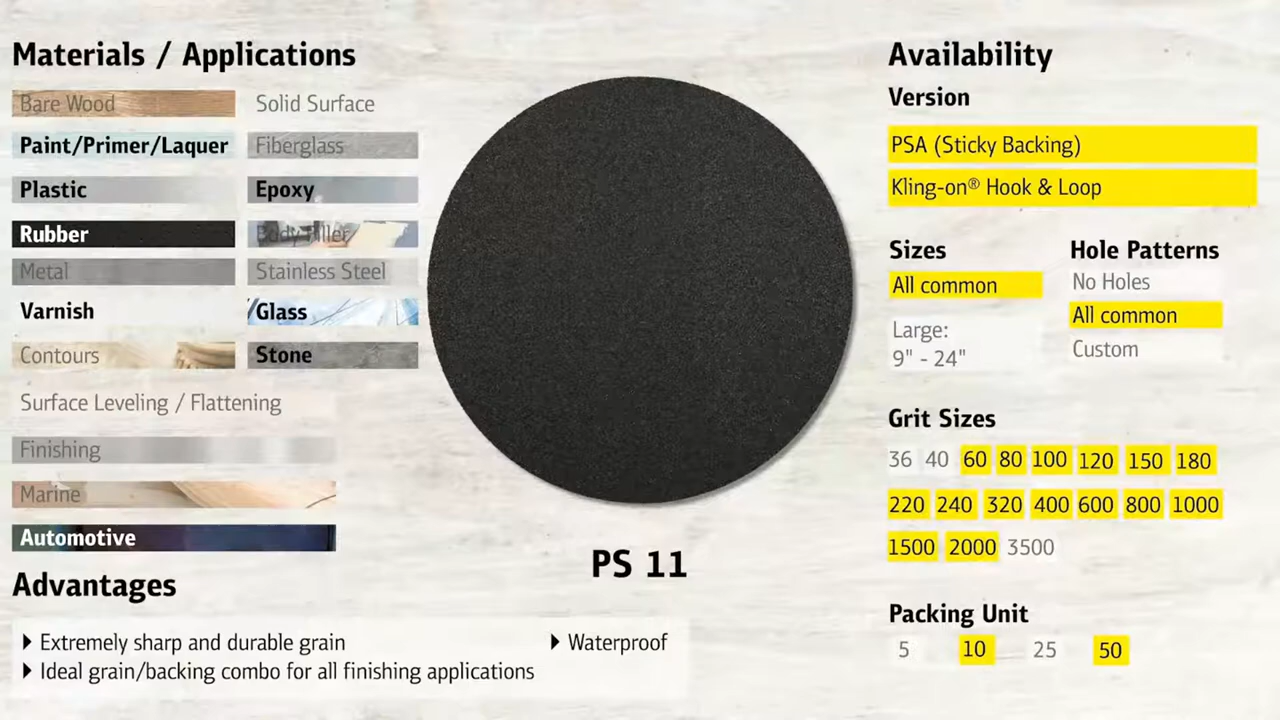 Materials / Applications
Bare Wood
Solid Surface
Paint/Primer/Laquer
Fiberglass
Plastic
Epoxy
Rubber
Body Filler
Metal
Stainless Steel
Varnish
Glass
Contours
Stone
Surface Leveling / Flattening
Finishing
Marine
Automotive
Advantages
Extremely sharp and durable grain
Waterproof
Ideal grain/backing combo for all finishing applications
PS 11
Availability
Version
PSA (Sticky Backing)
Kling-on® Hook & Loop
Sizes
All common
Large:
9" - 24"
Hole Patterns
No Holes
All common
Custom
Grit Sizes
36 40 60 80 100 120 150 180
220 240 320 400 600 800 1000
1500 2000 3500
Packing Unit
5 10 25 50